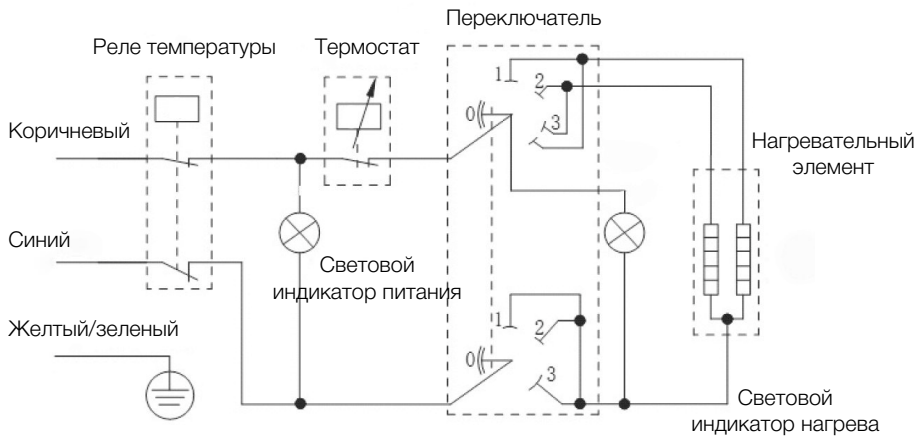 Переключатель
Реле температуры
Термостат
1
2
3
0
Коричневый
Нагревательный
элемент
Синий
Световой
индикатор питания
Желтый/зеленый
1
2
3
0
Световой
индикатор нагрева